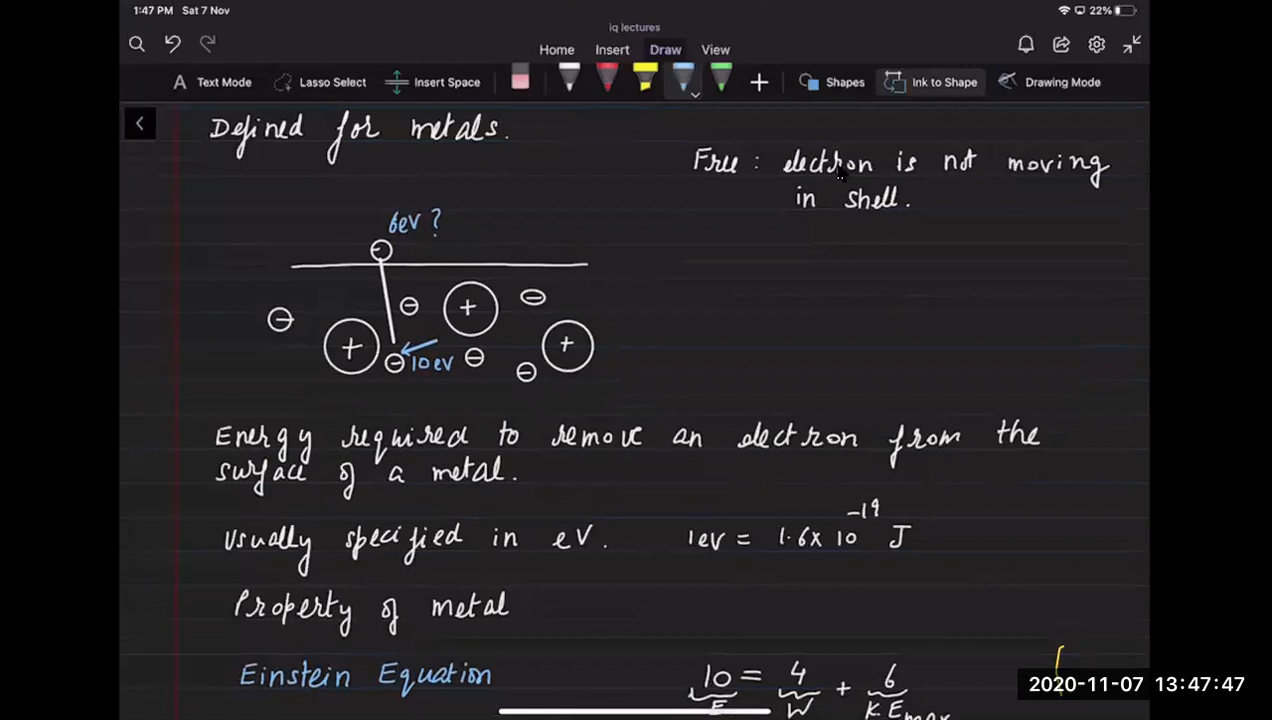 1:47 PM Sat 7 Nov
22%
iq lectures
Home Insert Draw View
Text Mode Lasso Select Insert Space Shapes Ink to Shape Drawing Mode
Defined for metals.
Free : electron is not moving
in shell.
6eV ?
10ev
Energy required to remove an electron from the
surface of a metal.
Usually specified in eV. 1ev = 1.6x 10⁻¹⁹ J
Property of metal
Einstein Equation
10 = 4 + 6
E W K.Emax
2020-11-07 13:47:47